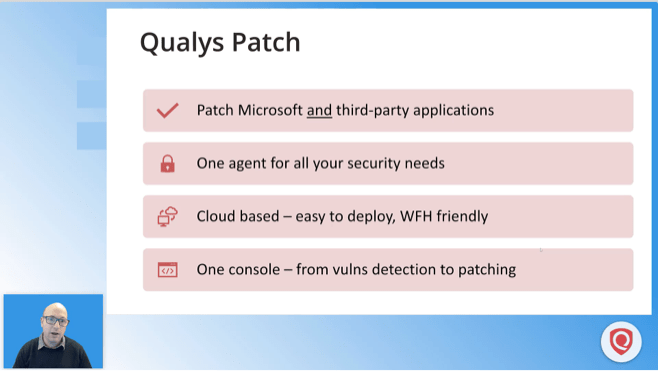 Qualys Patch
Patch Microsoft and third-party applications
One agent for all your security needs
Cloud based – easy to deploy, WFH friendly
One console – from vulns detection to patching